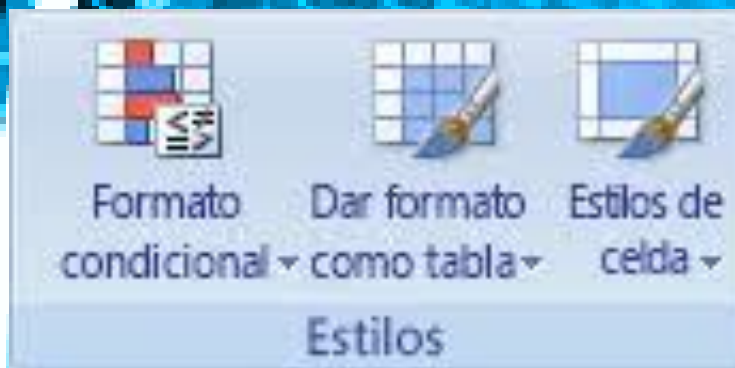 Formato condicional
Dar formato como tabla
Estilos de celda
Estilos